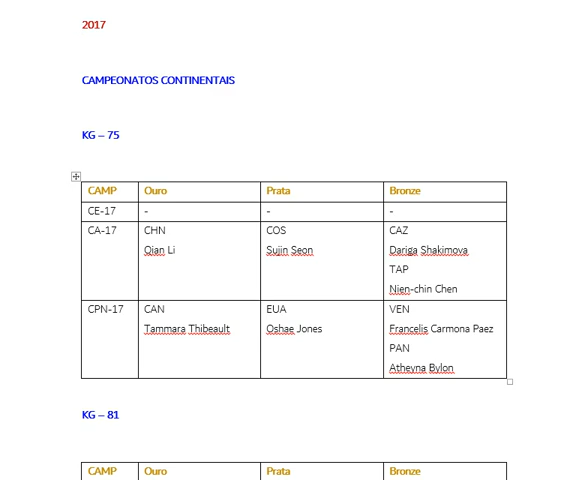 2017
CAMPEONATOS CONTINENTAIS
KG – 75
CAMP Ouro Prata Bronze
CE-17 - - -
CA-17 CHN COS CAZ
Qian Li Sujin Seon Dariga Shakimova
TAP
Nien-chin Chen
CPN-17 CAN EUA VEN
Tammara Thibeault Oshae Jones Francelis Carmona Paez
PAN
Atheyna Bylon
KG – 81
CAMP Ouro Prata Bronze